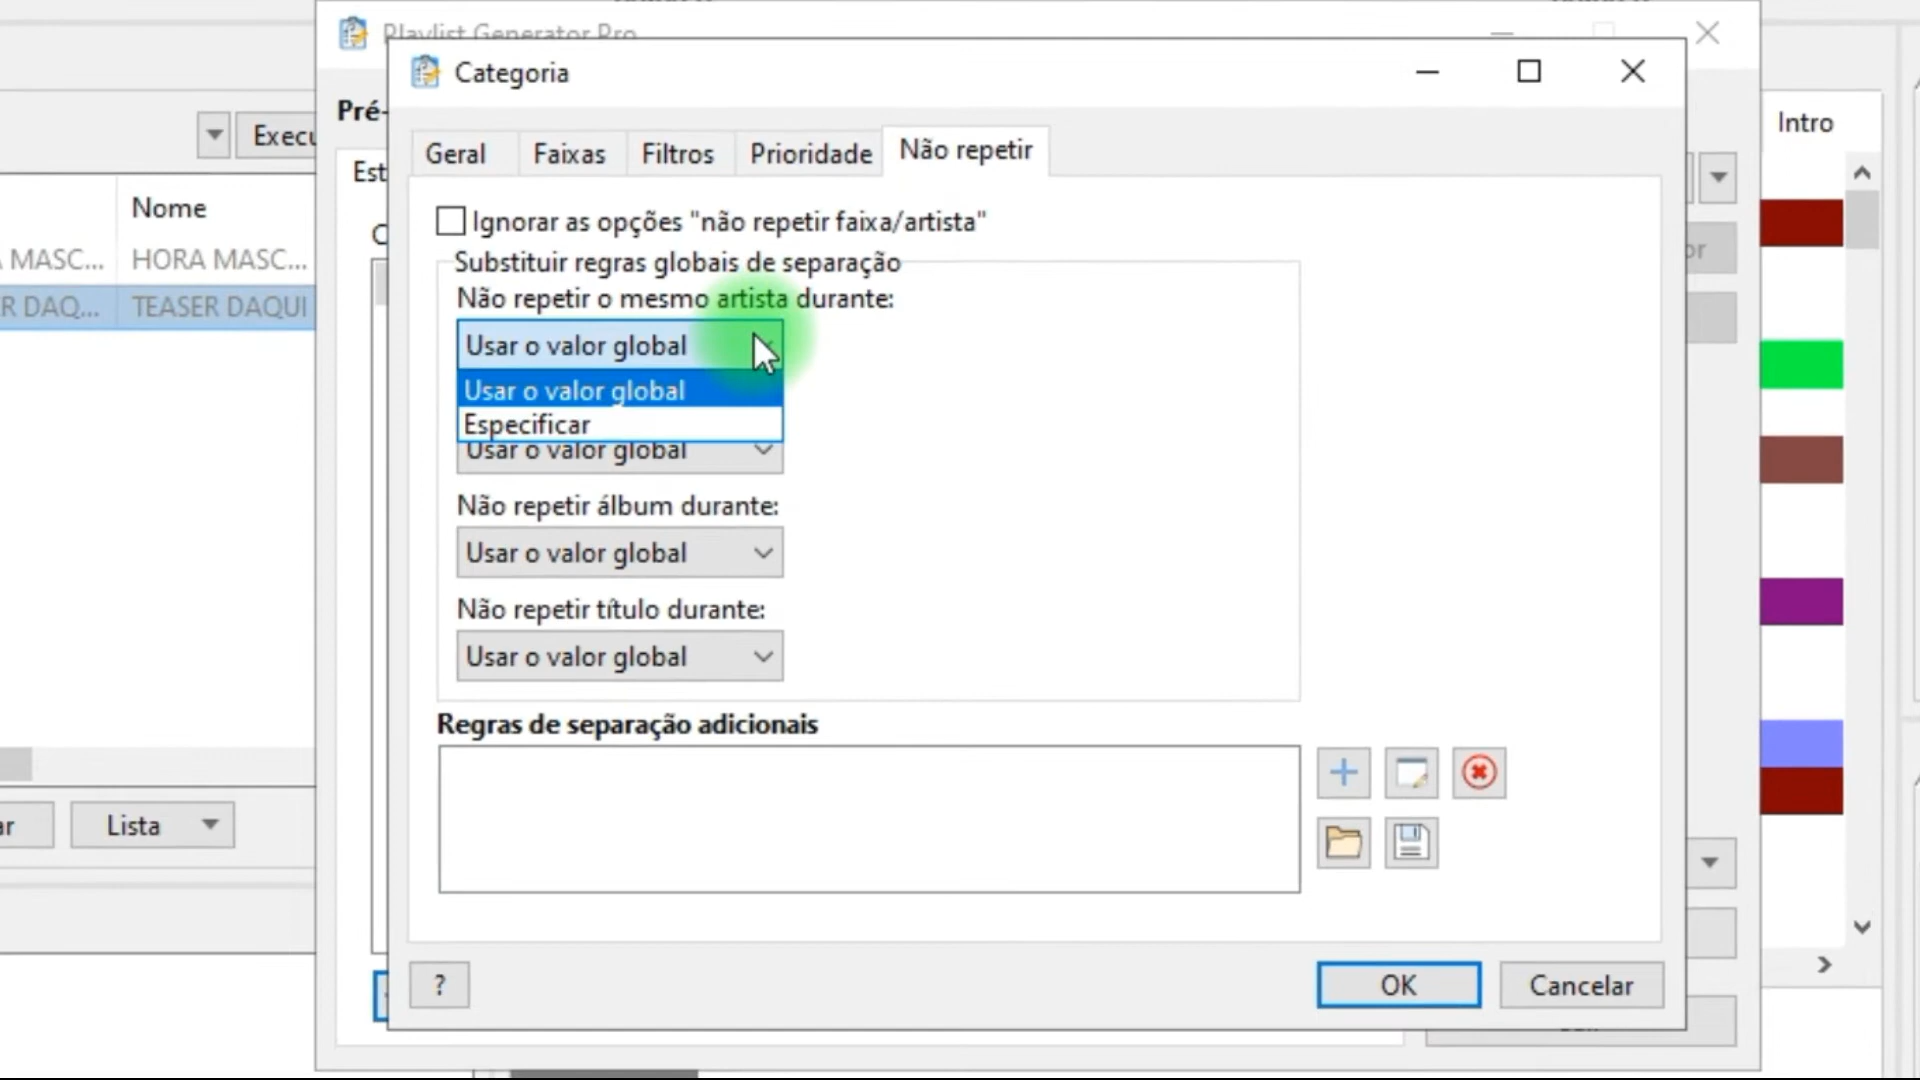 Playlist Generator Pro
Categoria
Pré-
Intro
Execu
Geral
Faixas
Filtros
Prioridade
Não repetir
Est
Nome
Ignorar as opções "não repetir faixa/artista"
C
or
A MASC...
HORA MASC...
Substituir regras globais de separação
Não repetir o mesmo artista durante:
R DAQ...
TEASER DAQUI
Usar o valor global
Usar o valor global
Especificar
Usar o valor global
Não repetir álbum durante:
Usar o valor global
Não repetir título durante:
Usar o valor global
Regras de separação adicionais
ar
Lista
?
OK
Cancelar